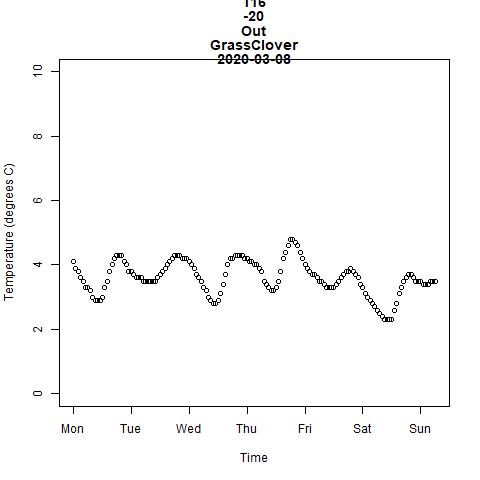 T16
-20
Out
GrassClover
2020-03-08
10
8
6
4
2
0
Temperature (degrees C)
Mon Tue Wed Thu Fri Sat Sun
Time